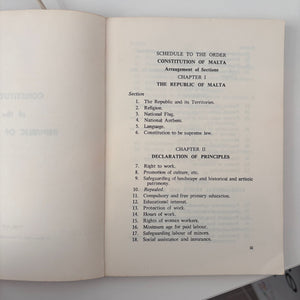 SCHEDULE TO THE ORDER
CONSTITUTION OF MALTA
Arrangement of Sections
CHAPTER I
THE REPUBLIC OF MALTA
Section
1. The Republic and its Territories.
2. Religion.
3. National Flag.
4. National Anthem.
5. Language.
6. Constitution to be supreme law.
CHAPTER II
DECLARATION OF PRINCIPLES
7. Right to work.
8. Promotion of culture, etc.
9. Safeguarding of landscape and historical and artistic
patrimony.
10. Repealed.
11. Compulsory and free primary education.
12. Educational interest.
13. Protection of work.
14. Hours of work.
15. Rights of women workers.
16. Minimum age for paid labour.
17. Safeguarding labour of minors.
18. Social assistance and insurance.
iii